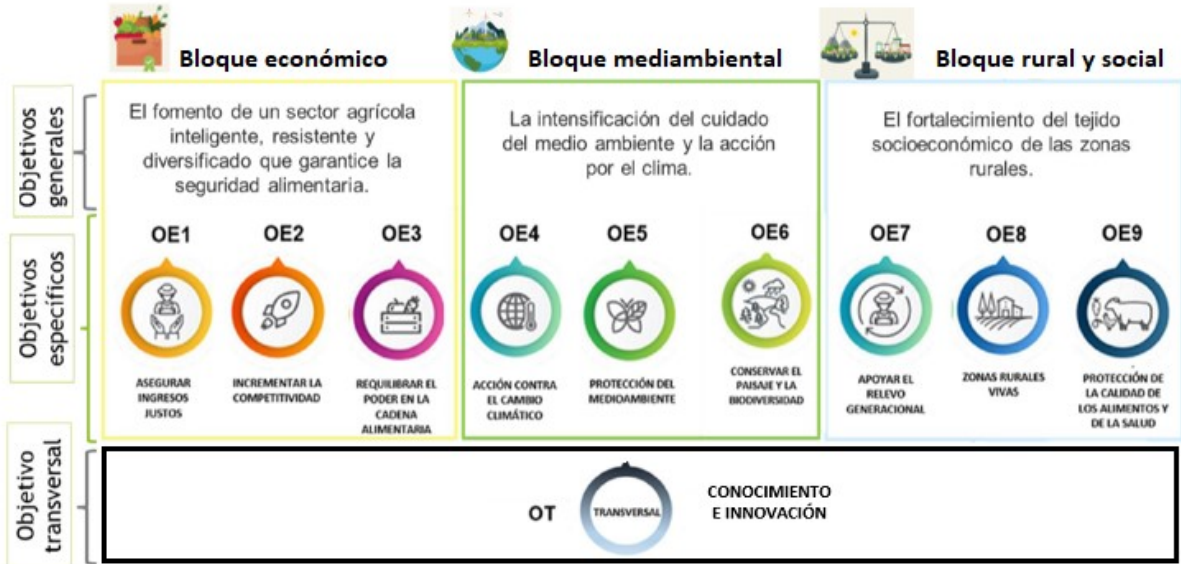 Bloque económico
Bloque mediambiental
Bloque rural y social
Objetivos
generales
El fomento de un sector agrícola
inteligente, resistente y
diversificado que garantice la
seguridad alimentaria.
La intensificación del cuidado
del medio ambiente y la acción
por el clima.
El fortalecimiento del tejido
socioeconómico de las zonas
rurales.
Objetivos
específicos
OE1
ASEGURAR
INGRESOS
JUSTOS
OE2
INCREMENTAR LA
COMPETITIVIDAD
OE3
REQUILIBRAR EL
PODER EN LA
CADENA
ALIMENTARIA
OE4
ACCIÓN CONTRA
EL CAMBIO
CLIMÁTICO
OE5
PROTECCIÓN DEL
MEDIOAMBIENTE
OE6
CONSERVAR EL
PAISAJE Y LA
BIODIVERSIDAD
OE7
APOYAR EL
RELEVO
GENERACIONAL
OE8
ZONAS RURALES
VIVAS
OE9
PROTECCIÓN DE
LA CALIDAD DE
LOS ALIMENTOS Y
DE LA SALUD
Objetivo
transversal
OT
TRANSVERSAL
CONOCIMIENTO
E INNOVACIÓN